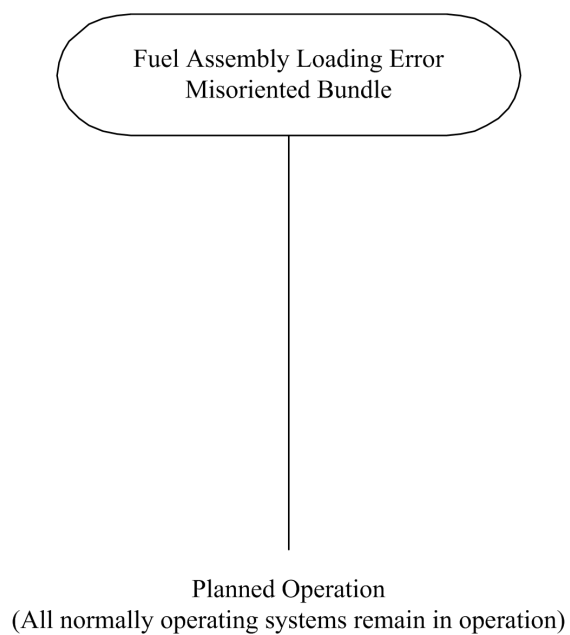 Fuel Assembly Loading Error
Misoriented Bundle
Planned Operation
(All normally operating systems remain in operation)